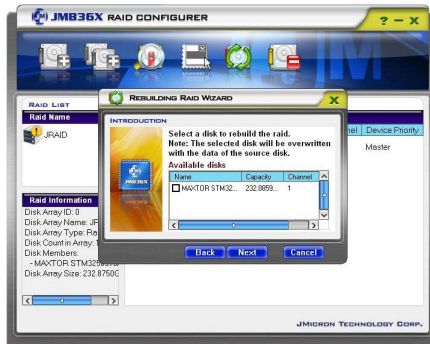 JMB36X RAID CONFIGURER
? – X
RAID LIST
Raid Name
JRAID
nel
Device Priority
Master
Raid Information
Disk Array ID: 0
Disk Array Name: JF
Disk Array Type: Ra
Disk Count in Array: 1
Disk Members:
- MAXTOR STM325
Disk Array Size: 232.8750G
REBUILDING RAID WIZARD
X
INTRODUCTION
JMB36X
Select a disk to rebuild the raid.
Note: The selected disk will be overwritten
with the data of the source disk.
Available disks
Name Capacity Channel
MAXTOR STM32... 232.8859... 1
Back Next Cancel
JMICRON TECHNOLOGY CORP.